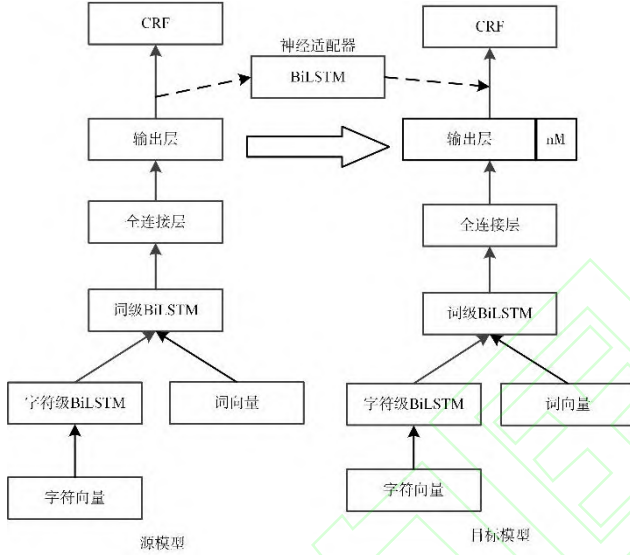 CRF
神经适配器
BiLSTM
CRF
输出层
输出层
nM
全连接层
全连接层
词级BiLSTM
词级BiLSTM
字符级BiLSTM
词向量
字符级BiLSTM
词向量
字符向量
字符向量
源模型
目标模型